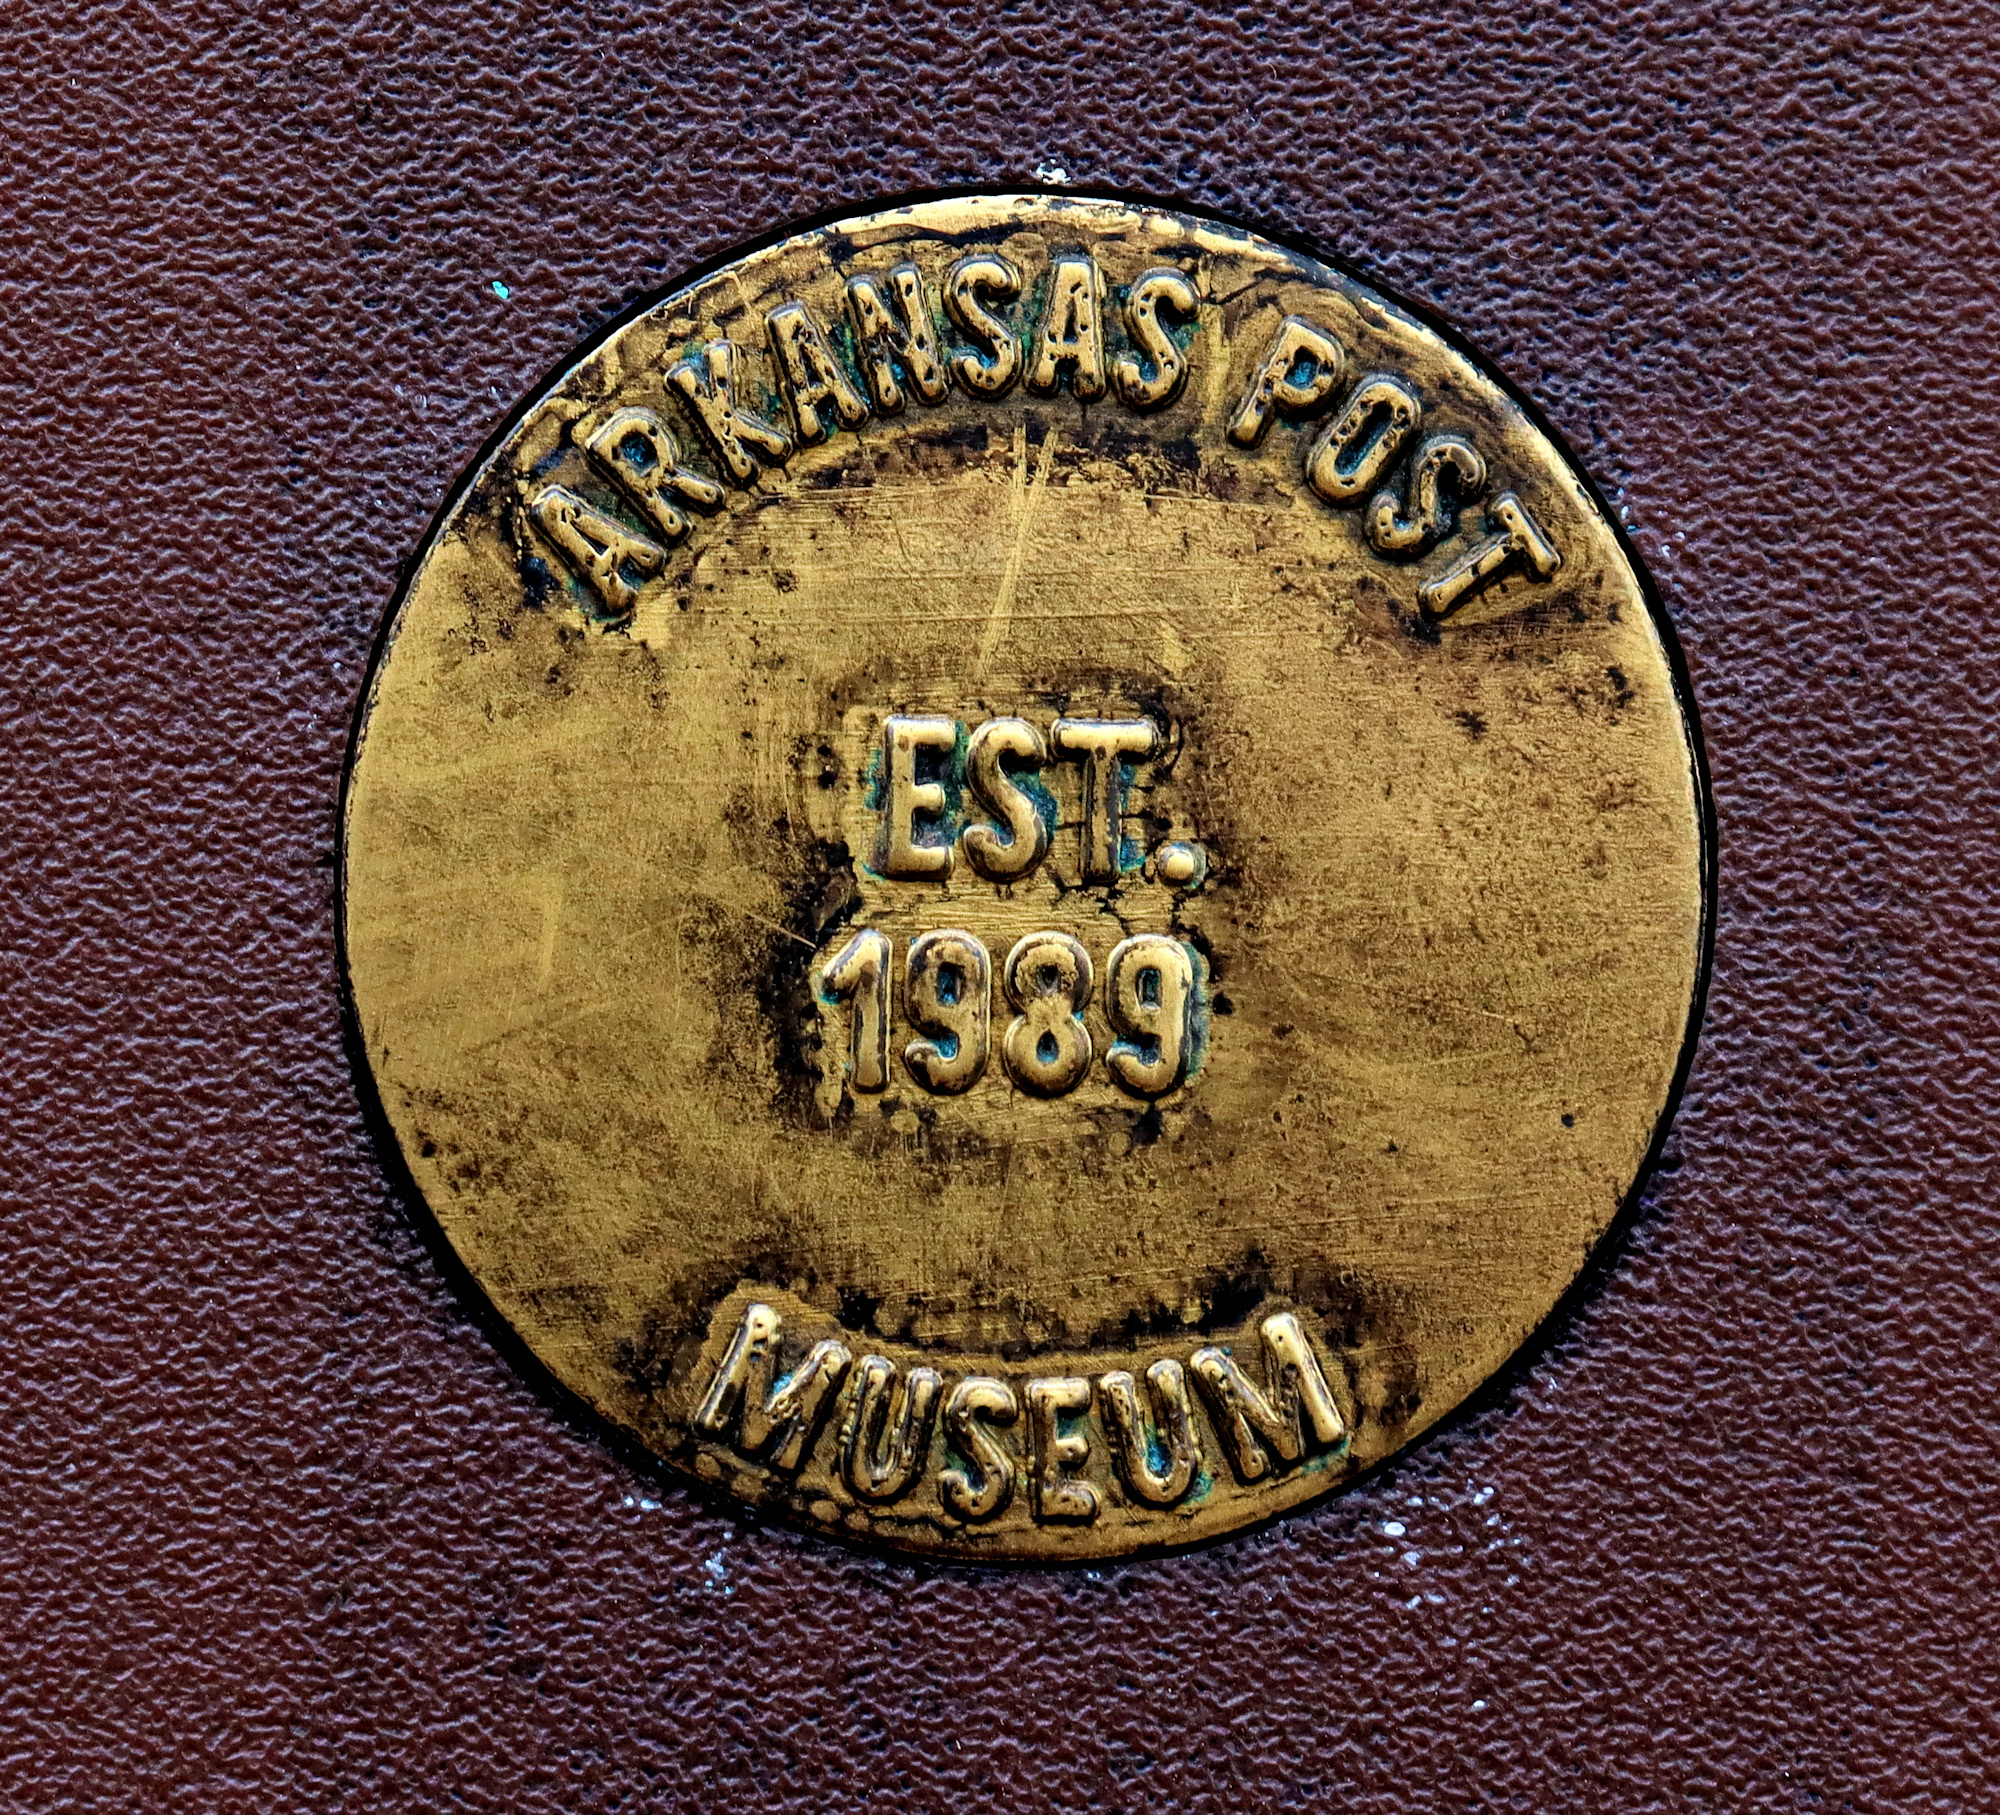 ARKANSAS POST
EST.
1989
MUSEUM